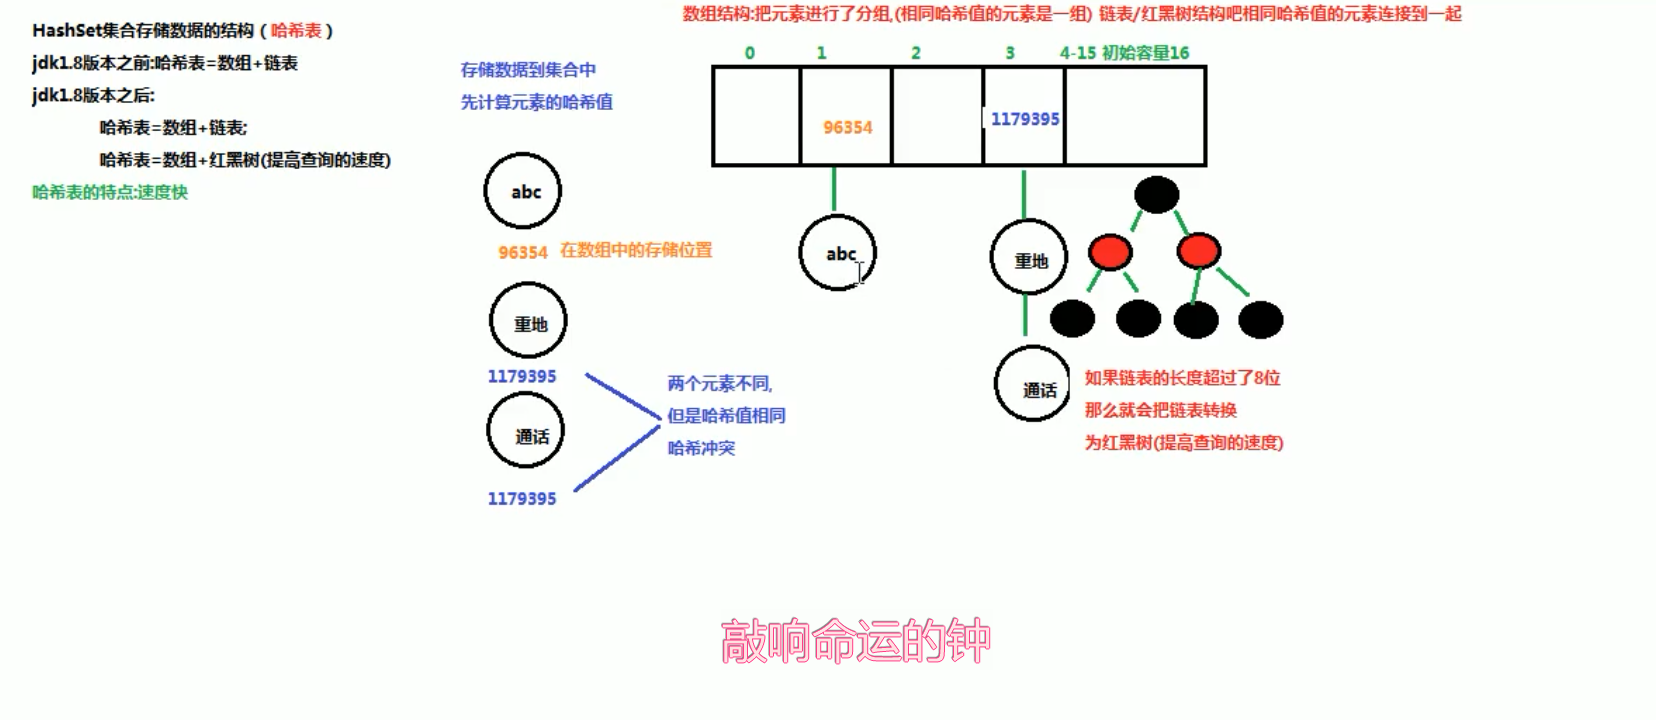 HashSet集合存储数据的结构（哈希表）
jdk1.8版本之前:哈希表=数组+链表
jdk1.8版本之后:
哈希表=数组+链表;
哈希表=数组+红黑树(提高查询的速度)
哈希表的特点:速度快
存储数据到集合中
先计算元素的哈希值
abc
96354 在数组中的存储位置
重地
1179395
通话
1179395
两个元素不同,
但是哈希值相同
哈希冲突
数组结构:把元素进行了分组,(相同哈希值的元素是一组) 链表/红黑树结构吧相同哈希值的元素连接到一起
0 1 2 3 4-15 初始容量16
96354 1179395
abc
重地
通话
如果链表的长度超过了8位
那么就会把链表转换
为红黑树(提高查询的速度)
敲响命运的钟